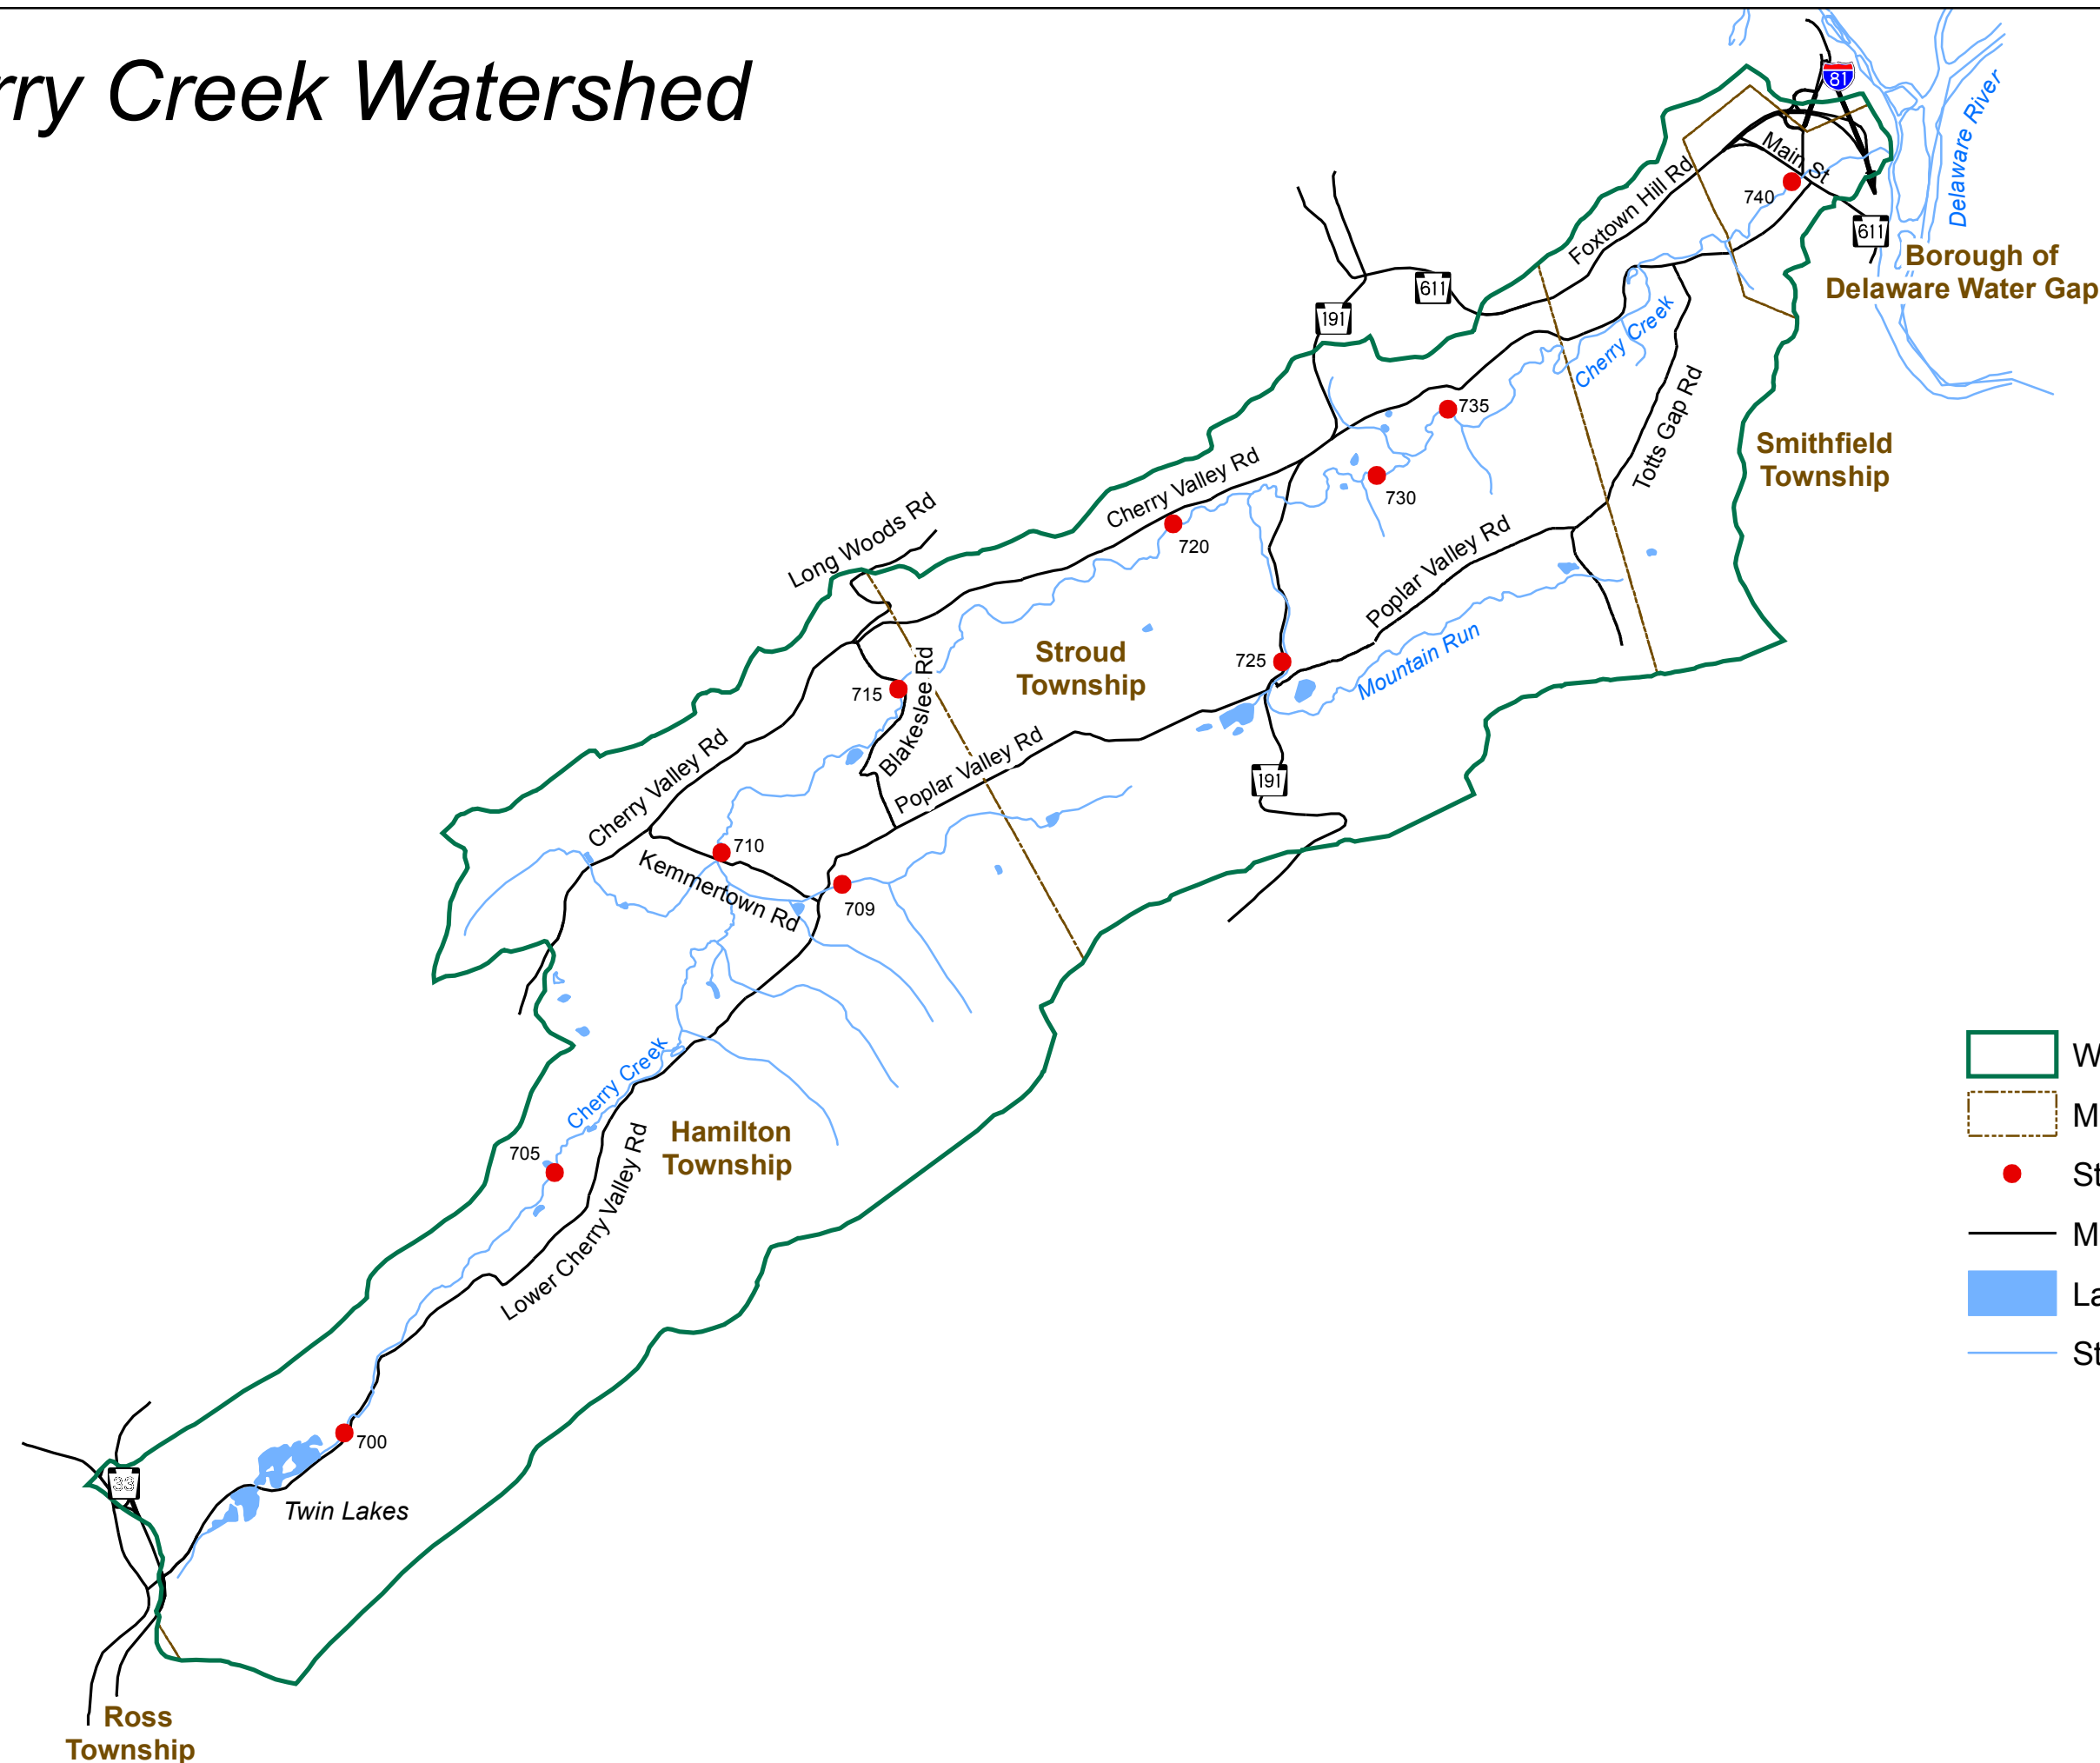 rry Creek Watershed
81
Delaware River
Main St
740
Foxtown Hill Rd
611
Borough of
Delaware Water Gap
611
191
Cherry Creek
Totts Gap Rd
735
Smithfield
Township
Cherry Valley Rd
730
Long Woods Rd
720
Poplar Valley Rd
Stroud
Township
725
Mountain Run
715
Blakeslee Rd
Cherry Valley Rd
Poplar Valley Rd
191
710
Kemmertown Rd
709
Cherry Creek
W
M
Hamilton
Township
705
St
Lower Cherry Valley Rd
M
La
St
700
33
Twin Lakes
Ross
Township